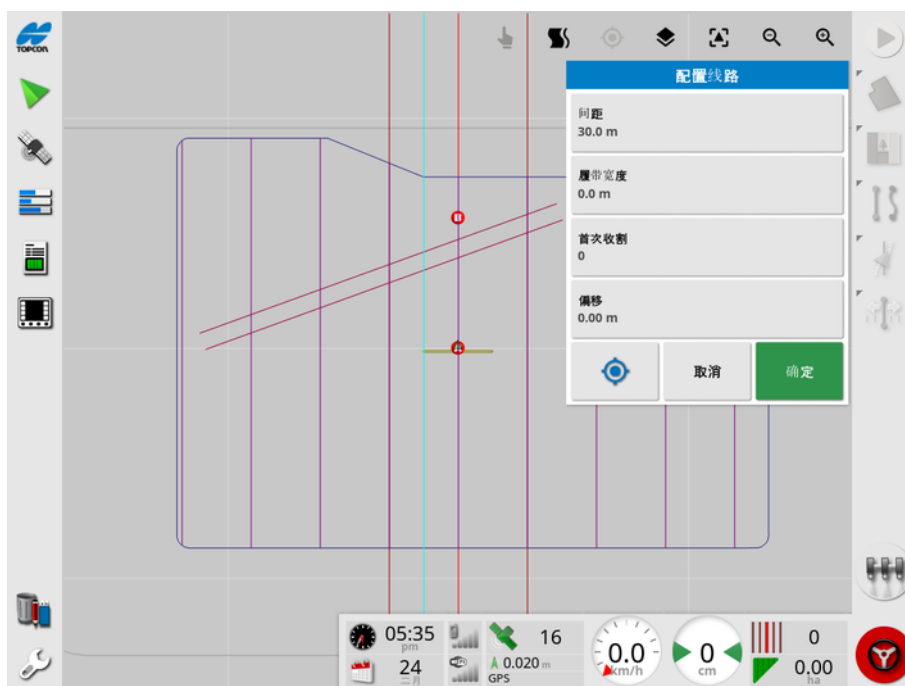 TOPCON
配置线路
间距
30.0 m
履带宽度
0.0 m
首次收割
0
偏移
0.00 m
取消
确定
05:35
pm
24
二月
16
0.020 m
GPS
0.0
km/h
0
cm
0
0.00
ha